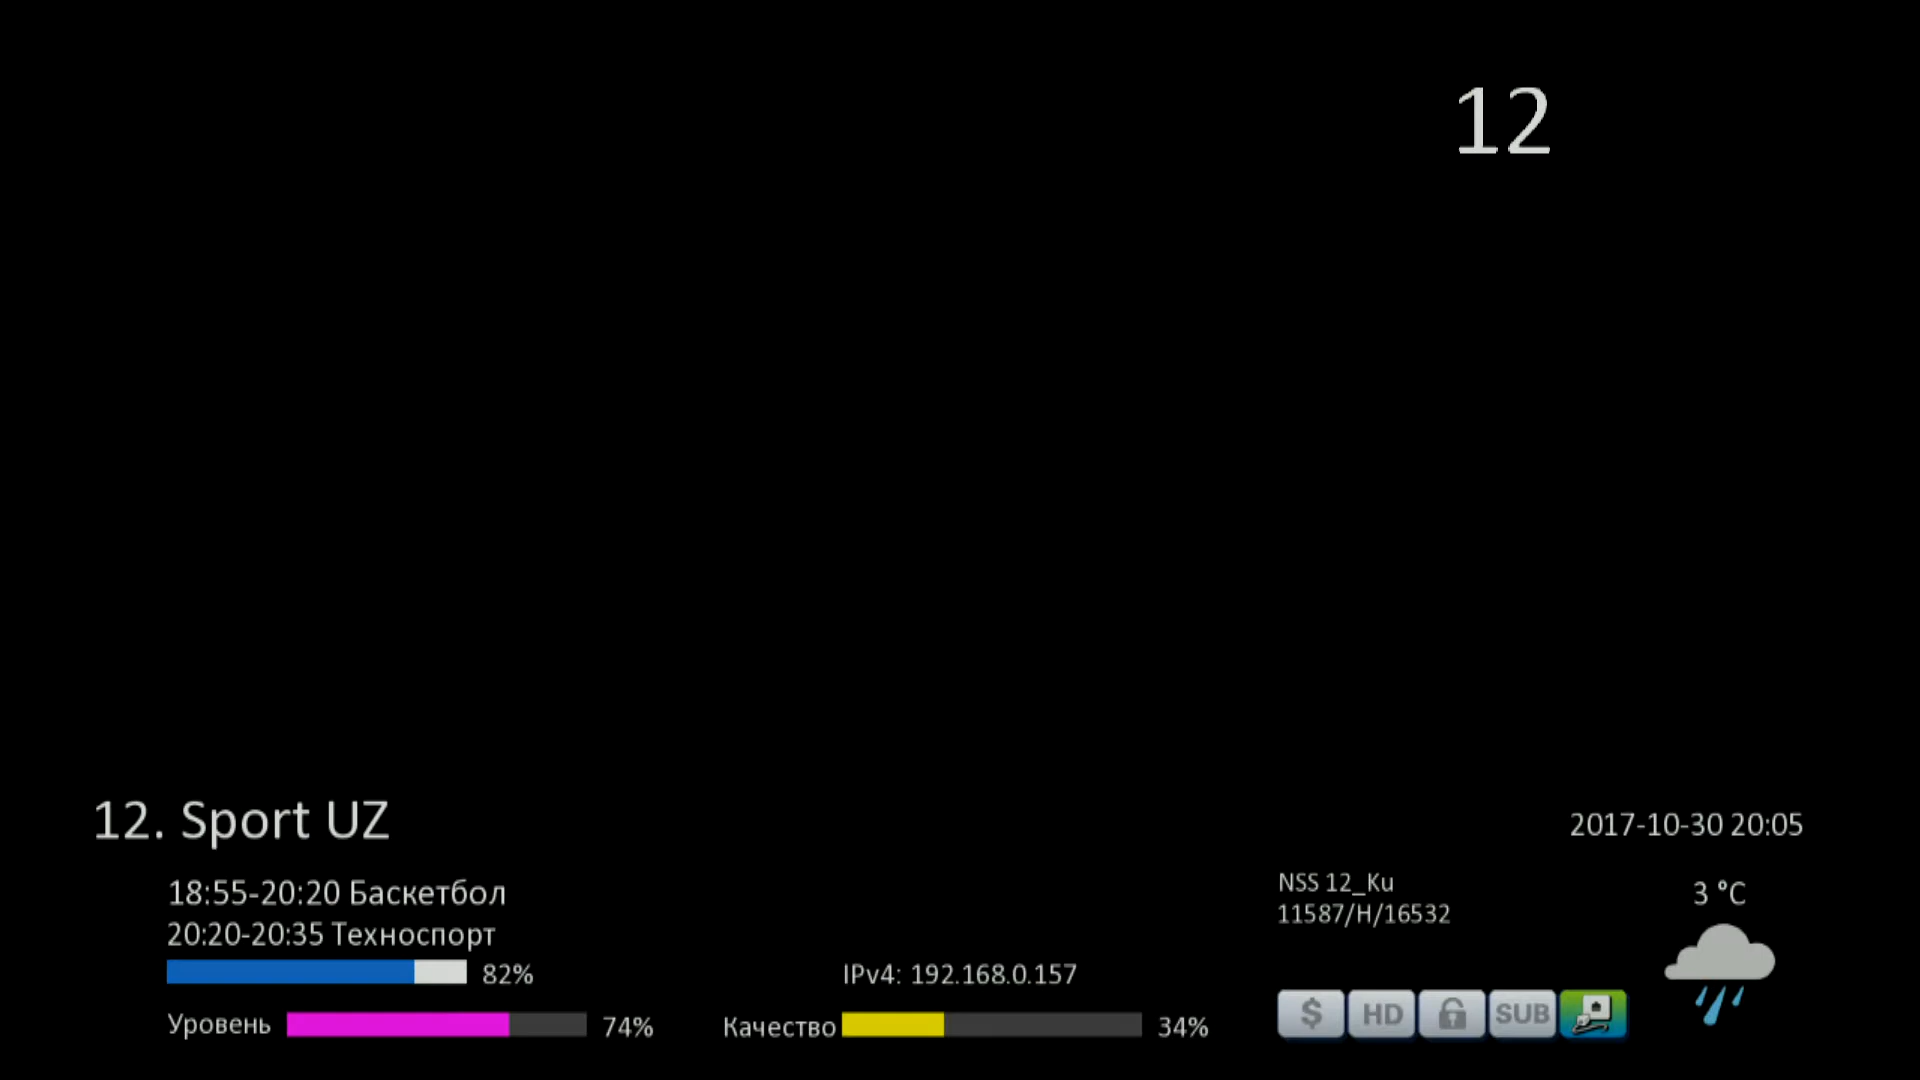 12
12. Sport UZ
2017-10-30 20:05
18:55-20:20 Баскетбол
20:20-20:35 Техноспорт
82%
IPv4: 192.168.0.157
NSS 12_Ku
11587/H/16532
3 °C
Уровень 74%
Качество 34%
$ HD SUB